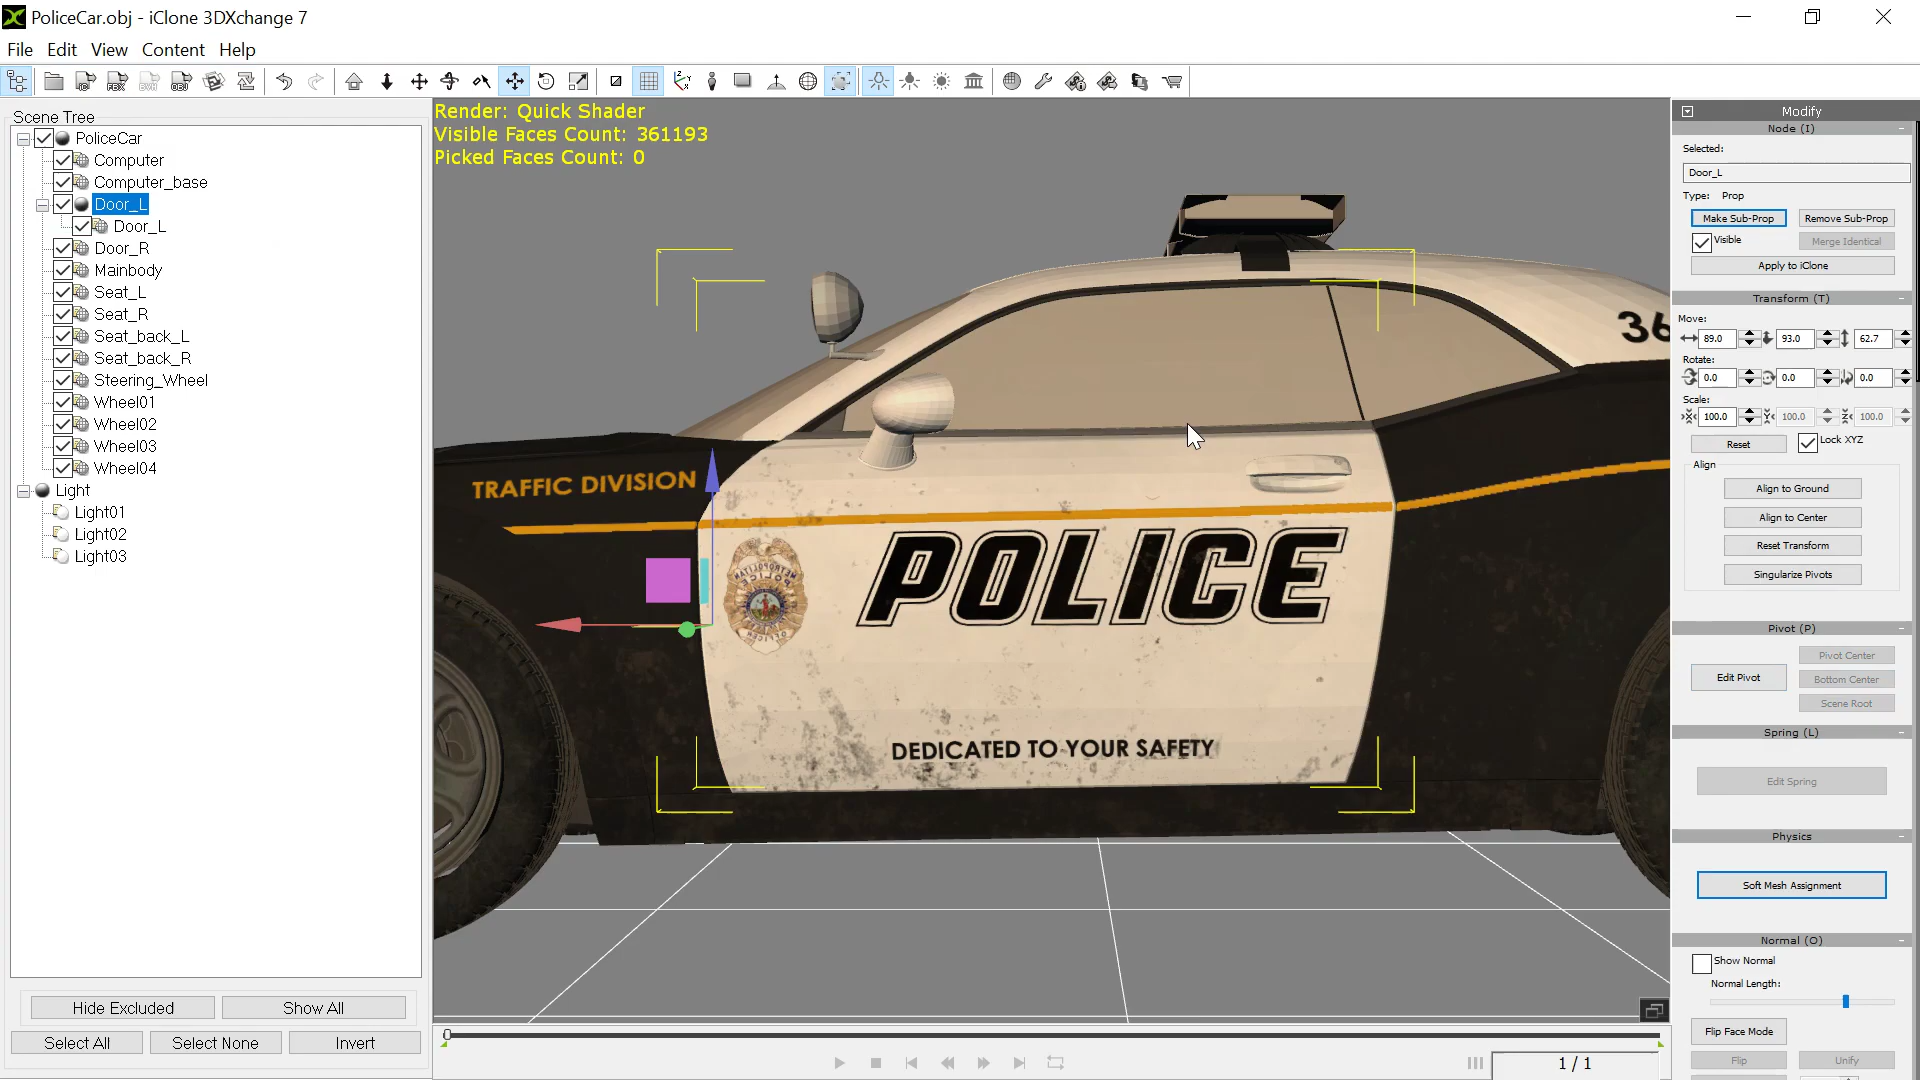 PoliceCar.obj - iClone 3DXchange 7
File Edit View Content Help
Scene Tree
PoliceCar
Computer
Computer_base
Door_L
Door_L
Door_R
Mainbody
Seat_L
Seat_R
Seat_back_L
Seat_back_R
Steering_Wheel
Wheel01
Wheel02
Wheel03
Wheel04
Light
Light01
Light02
Light03
Hide Excluded Show All
Select All Select None Invert
Render: Quick Shader
Visible Faces Count: 361193
Picked Faces Count: 0
36
TRAFFIC DIVISION
METROPOLITAN
POLICE
OFFICER
POLICE
DEDICATED TO YOUR SAFETY
1 / 1
Modify
Node (I)
Selected:
Door_L
Type: Prop
Make Sub-Prop Remove Sub-Prop
Visible Merge Identical
Apply to iClone
Transform (T)
Move:
89.0 93.0 62.7
Rotate:
0.0 0.0 0.0
Scale:
X 100.0 Y 100.0 Z 100.0
Reset Lock XYZ
Align
Align to Ground
Align to Center
Reset Transform
Singularize Pivots
Pivot (P)
Pivot Center
Edit Pivot Bottom Center
Scene Root
Spring (L)
Edit Spring
Physics
Soft Mesh Assignment
Normal (O)
Show Normal
Normal Length:
Flip Face Mode
Flip Unify